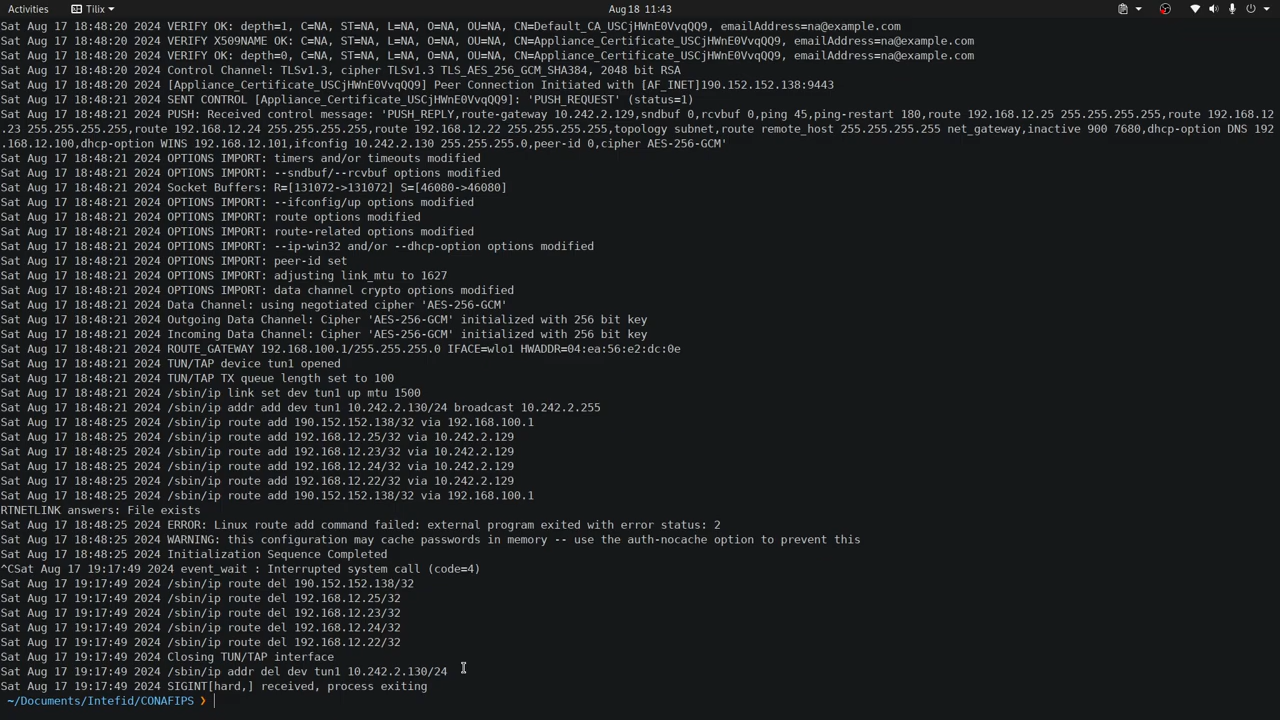 Activities Tilix Aug 18 11:43
Sat Aug 17 18:48:20 2024 VERIFY OK: depth=1, C=NA, ST=NA, L=NA, O=NA, OU=NA, CN=Default_CA_USCjHWnE0VvqQQ9, emailAddress=na@example.com
Sat Aug 17 18:48:20 2024 VERIFY X509NAME OK: C=NA, ST=NA, L=NA, O=NA, OU=NA, CN=Appliance_Certificate_USCjHWnE0VvqQQ9, emailAddress=na@example.com
Sat Aug 17 18:48:20 2024 VERIFY OK: depth=0, C=NA, ST=NA, L=NA, O=NA, OU=NA, CN=Appliance_Certificate_USCjHWnE0VvqQQ9, emailAddress=na@example.com
Sat Aug 17 18:48:20 2024 Control Channel: TLSv1.3, cipher TLSv1.3 TLS_AES_256_GCM_SHA384, 2048 bit RSA
Sat Aug 17 18:48:20 2024 [Appliance_Certificate_USCjHWnE0VvqQQ9] Peer Connection Initiated with [AF_INET]190.152.152.138:9443
Sat Aug 17 18:48:21 2024 SENT CONTROL [Appliance_Certificate_USCjHWnE0VvqQQ9]: 'PUSH_REQUEST' (status=1)
Sat Aug 17 18:48:21 2024 PUSH: Received control message: 'PUSH_REPLY,route-gateway 10.242.2.129,sndbuf 0,rcvbuf 0,ping 45,ping-restart 180,route 192.168.12.25 255.255.255.255,route 192.168.12
.23 255.255.255.255,route 192.168.12.24 255.255.255.255,route 192.168.12.22 255.255.255.255,topology subnet,route remote_host 255.255.255.255 net_gateway,inactive 900 7680,dhcp-option DNS 192
.168.12.100,dhcp-option WINS 192.168.12.101,ifconfig 10.242.2.130 255.255.255.0,peer-id 0,cipher AES-256-GCM'
Sat Aug 17 18:48:21 2024 OPTIONS IMPORT: timers and/or timeouts modified
Sat Aug 17 18:48:21 2024 OPTIONS IMPORT: --sndbuf/--rcvbuf options modified
Sat Aug 17 18:48:21 2024 Socket Buffers: R=[131072->131072] S=[46080->46080]
Sat Aug 17 18:48:21 2024 OPTIONS IMPORT: --ifconfig/up options modified
Sat Aug 17 18:48:21 2024 OPTIONS IMPORT: route options modified
Sat Aug 17 18:48:21 2024 OPTIONS IMPORT: route-related options modified
Sat Aug 17 18:48:21 2024 OPTIONS IMPORT: --ip-win32 and/or --dhcp-option options modified
Sat Aug 17 18:48:21 2024 OPTIONS IMPORT: peer-id set
Sat Aug 17 18:48:21 2024 OPTIONS IMPORT: adjusting link_mtu to 1627
Sat Aug 17 18:48:21 2024 OPTIONS IMPORT: data channel crypto options modified
Sat Aug 17 18:48:21 2024 Data Channel: using negotiated cipher 'AES-256-GCM'
Sat Aug 17 18:48:21 2024 Outgoing Data Channel: Cipher 'AES-256-GCM' initialized with 256 bit key
Sat Aug 17 18:48:21 2024 Incoming Data Channel: Cipher 'AES-256-GCM' initialized with 256 bit key
Sat Aug 17 18:48:21 2024 ROUTE_GATEWAY 192.168.100.1/255.255.255.0 IFACE=wlo1 HWADDR=04:ea:56:e2:dc:0e
Sat Aug 17 18:48:21 2024 TUN/TAP device tun1 opened
Sat Aug 17 18:48:21 2024 TUN/TAP TX queue length set to 100
Sat Aug 17 18:48:21 2024 /sbin/ip link set dev tun1 up mtu 1500
Sat Aug 17 18:48:21 2024 /sbin/ip addr add dev tun1 10.242.2.130/24 broadcast 10.242.2.255
Sat Aug 17 18:48:25 2024 /sbin/ip route add 190.152.152.138/32 via 192.168.100.1
Sat Aug 17 18:48:25 2024 /sbin/ip route add 192.168.12.25/32 via 10.242.2.129
Sat Aug 17 18:48:25 2024 /sbin/ip route add 192.168.12.23/32 via 10.242.2.129
Sat Aug 17 18:48:25 2024 /sbin/ip route add 192.168.12.24/32 via 10.242.2.129
Sat Aug 17 18:48:25 2024 /sbin/ip route add 192.168.12.22/32 via 10.242.2.129
Sat Aug 17 18:48:25 2024 /sbin/ip route add 190.152.152.138/32 via 192.168.100.1
RTNETLINK answers: File exists
Sat Aug 17 18:48:25 2024 ERROR: Linux route add command failed: external program exited with error status: 2
Sat Aug 17 18:48:25 2024 WARNING: this configuration may cache passwords in memory -- use the auth-nocache option to prevent this
Sat Aug 17 18:48:25 2024 Initialization Sequence Completed
^CSat Aug 17 19:17:49 2024 event_wait : Interrupted system call (code=4)
Sat Aug 17 19:17:49 2024 /sbin/ip route del 190.152.152.138/32
Sat Aug 17 19:17:49 2024 /sbin/ip route del 192.168.12.25/32
Sat Aug 17 19:17:49 2024 /sbin/ip route del 192.168.12.23/32
Sat Aug 17 19:17:49 2024 /sbin/ip route del 192.168.12.24/32
Sat Aug 17 19:17:49 2024 /sbin/ip route del 192.168.12.22/32
Sat Aug 17 19:17:49 2024 Closing TUN/TAP interface
Sat Aug 17 19:17:49 2024 /sbin/ip addr del dev tun1 10.242.2.130/24
Sat Aug 17 19:17:49 2024 SIGINT[hard,] received, process exiting
~/Documents/Intefid/CONAFIPS ❯